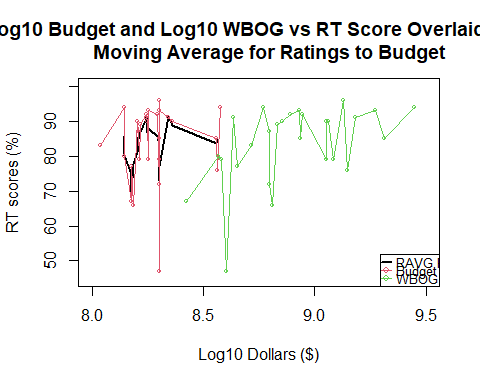 og10 Budget and Log10 WBOG vs RT Score Overlaid
Moving Average for Ratings to Budget
RT scores (%)
90
80
70
60
50
RAVG
Budget
WBOG
8.0 8.5 9.0 9.5
Log10 Dollars ($)